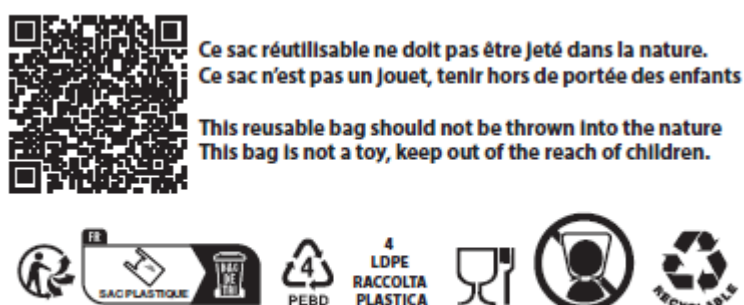 Ce sac réutilisable ne doit pas être jeté dans la nature.
Ce sac n'est pas un jouet, tenir hors de portée des enfants
This reusable bag should not be thrown into the nature
This bag is not a toy, keep out of the reach of children.
FR
SAC PLASTIQUE
BAC
DE
TRI
4
PEBD
4
LDPE
RACCOLTA
PLASTICA
RECYCLABLE